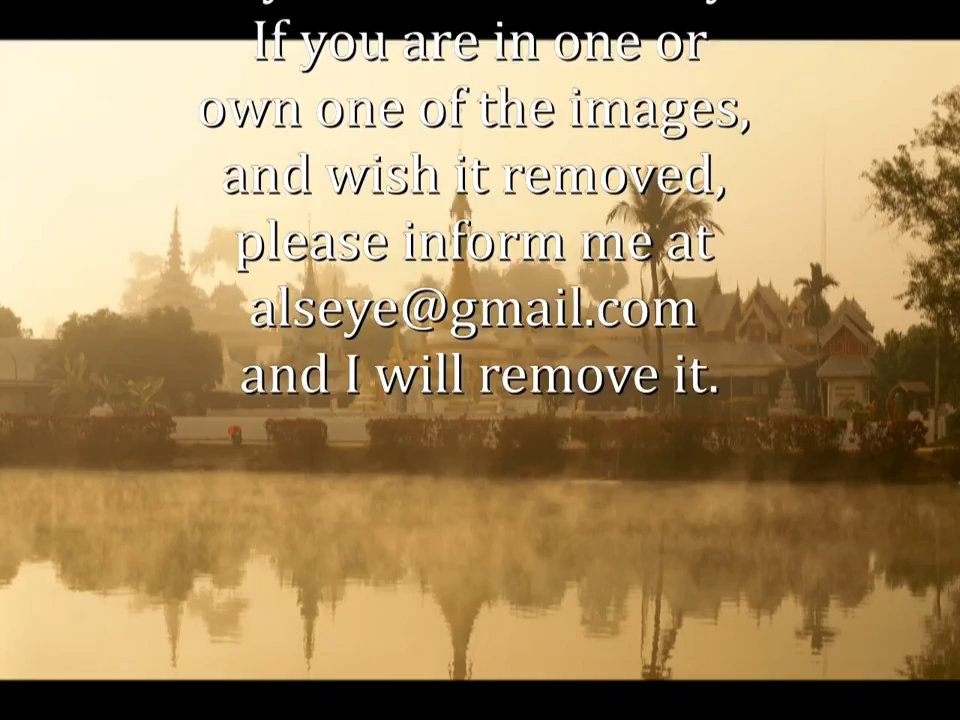 If you are in one or
own one of the images,
and wish it removed,
please inform me at
alseye@gmail.com
and I will remove it.